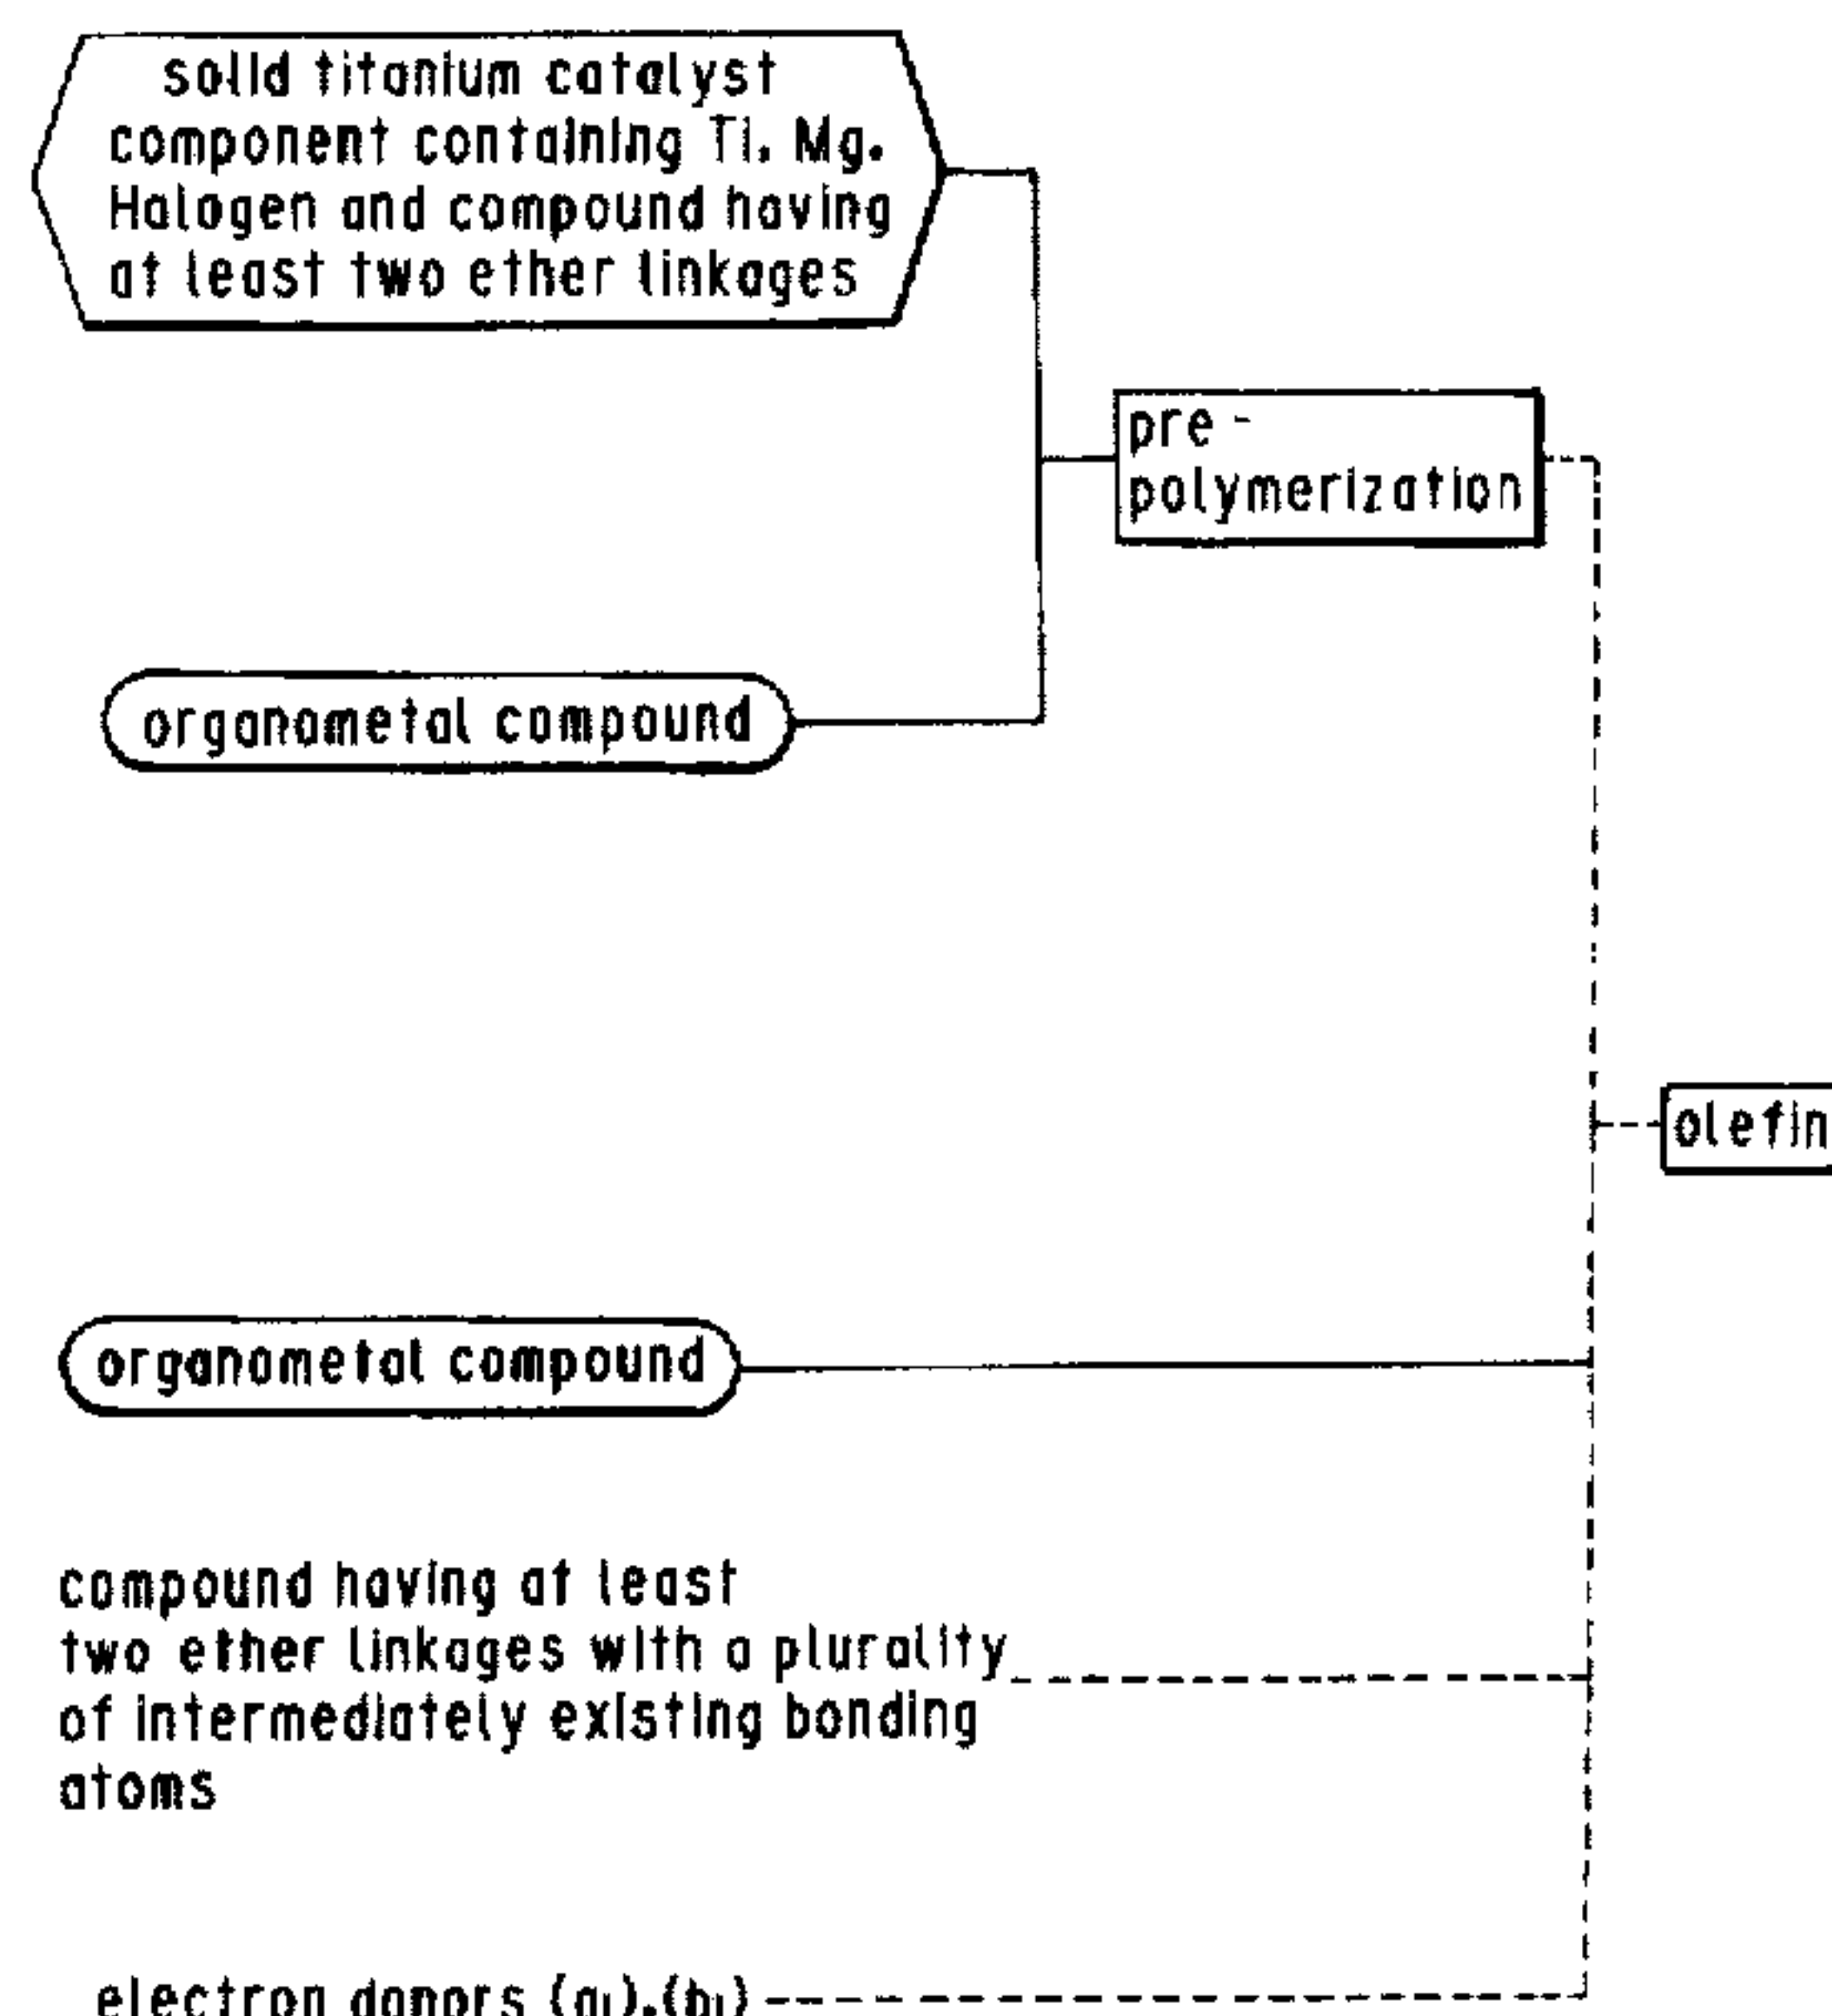 solid titanium catalyst
component containing Ti. Mg.
Halogen and compound having
at least two ether linkages
pre -
polymerization
organometal compound
olefin
organometal compound
compound having at least
two ether linkages with a plurality
of intermediately existing bonding
atoms
electron donors